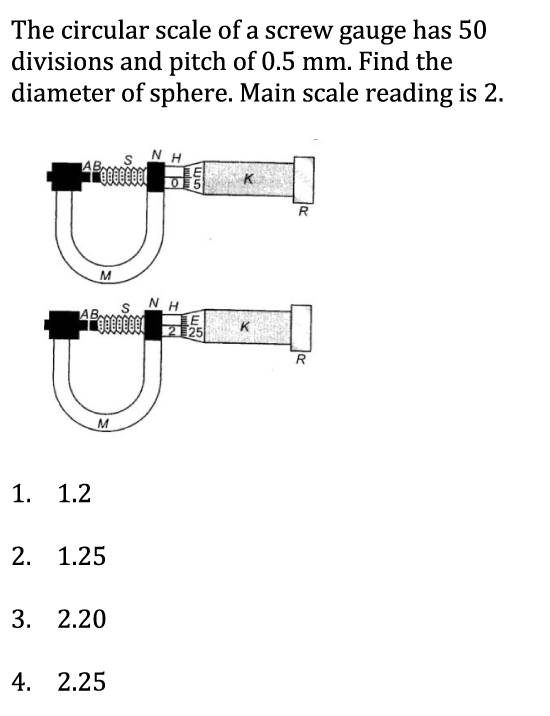 The circular scale of a screw gauge has 50
divisions and pitch of 0.5 mm. Find the
diameter of sphere. Main scale reading is 2.
AB S N H
E
0 5 K
R
M
AB S N H
E
2 25 K
R
M
1. 1.2
2. 1.25
3. 2.20
4. 2.25